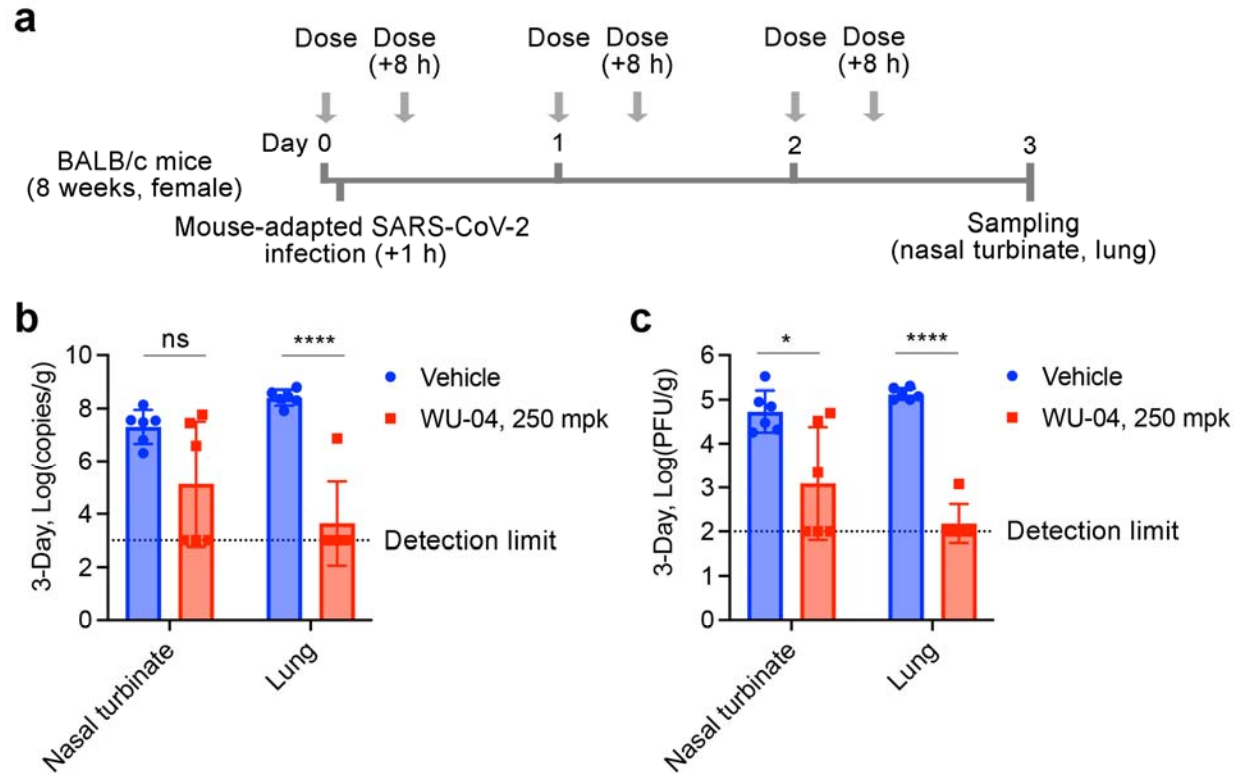 a
Dose Dose Dose Dose Dose Dose
(+8 h) (+8 h) (+8 h)
Day 0 1 2 3
BALB/c mice
(8 weeks, female)
Mouse-adapted SARS-CoV-2
infection (+1 h)
Sampling
(nasal turbinate, lung)
b
3-Day, Log(copies/g)
10
8
6
4
2
0
ns
****
Vehicle
WU-04, 250 mpk
Detection limit
Nasal turbinate
Lung
c
3-Day, Log(PFU/g)
6
5
4
3
2
1
0
*
****
Vehicle
WU-04, 250 mpk
Detection limit
Nasal turbinate
Lung